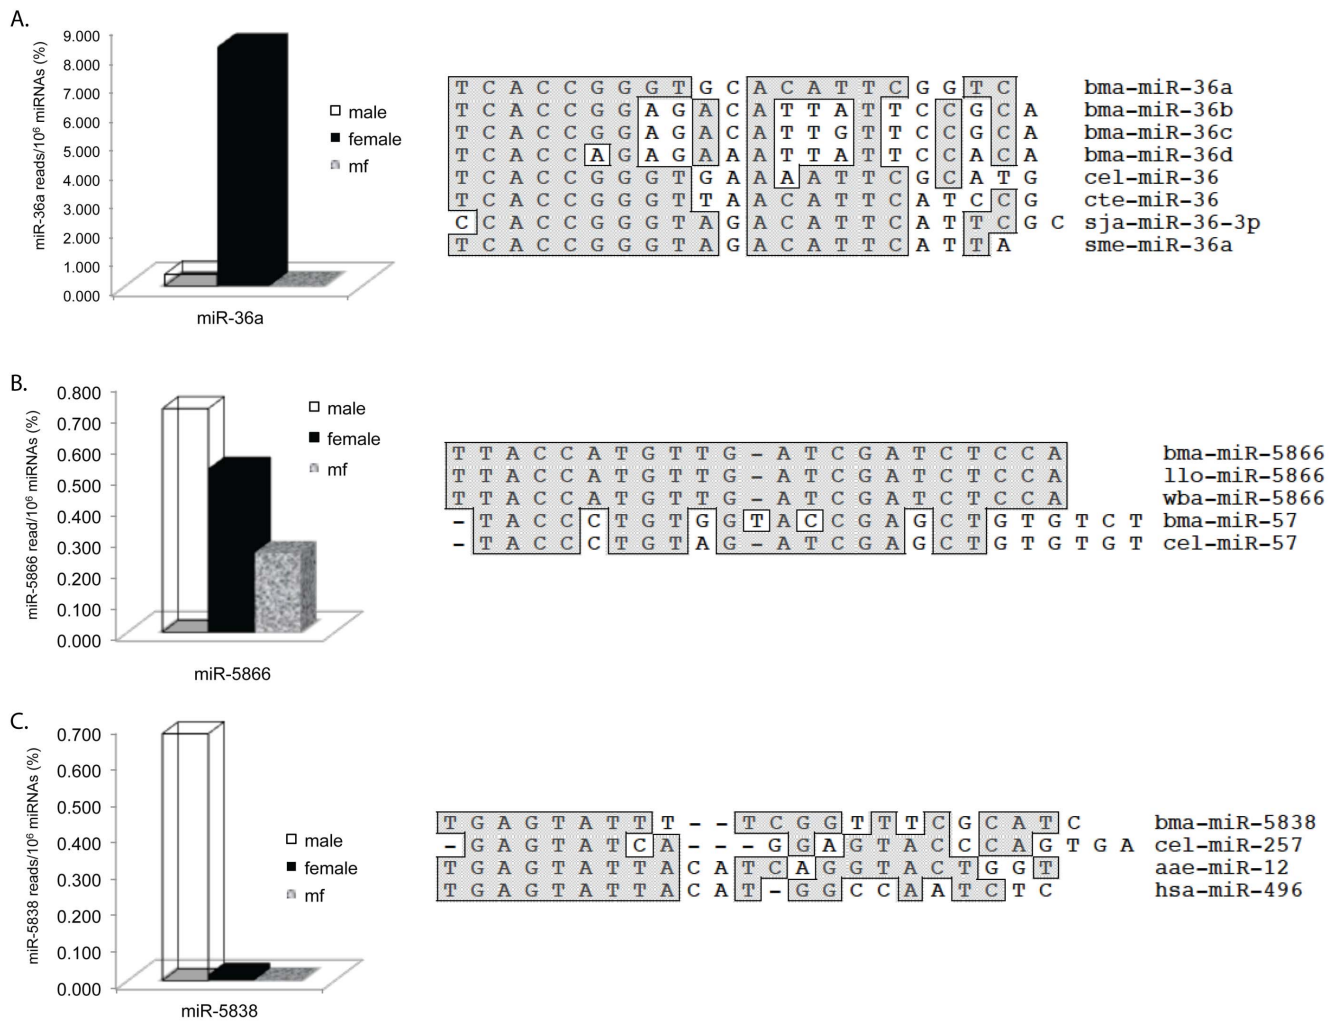 A.
miR-36a reads/10⁶ miRNAs (%)
9.000
8.000
7.000
6.000
5.000
4.000
3.000
2.000
1.000
0.000
miR-36a
male
female
mf
T C A C C G G G T G C A C A T T C G G T C bma-miR-36a
T C A C C G G A G A C A T T A T T C C G C A bma-miR-36b
T C A C C G G A G A C A T T G T T C C G C A bma-miR-36c
T C A C C A G A G A A A T T A T T C C A C A bma-miR-36d
T C A C C G G G T G A A A A T T C G C A T G cel-miR-36
T C A C C G G G T T A A C A T T C A T C C G cte-miR-36
C C A C C G G G T A G A C A T T C A T T C G C sja-miR-36-3p
T C A C C G G G T A G A C A T T C A T T A sme-miR-36a
B.
miR-5866 read/10⁶ miRNAs (%)
0.800
0.700
0.600
0.500
0.400
0.300
0.200
0.100
0.000
miR-5866
male
female
mf
T T A C C A T G T T G - A T C G A T C T C C A bma-miR-5866
T T A C C A T G T T G - A T C G A T C T C C A llo-miR-5866
T T A C C A T G T T G - A T C G A T C T C C A wba-miR-5866
- T A C C C T G T G G T A C C G A G C T G T G T C T bma-miR-57
- T A C C C T G T A G - A T C G A G C T G T G T G T cel-miR-57
C.
miR-5838 reads/10⁶ miRNAs (%)
0.700
0.600
0.500
0.400
0.300
0.200
0.100
0.000
miR-5838
male
female
mf
T G A G T A T T T - - T C G G T T T C G C A T C bma-miR-5838
- G A G T A T C A - - - G G A G T A C C C A G T G A cel-miR-257
T G A G T A T T A C A T C A G G T A C T G G T aae-miR-12
T G A G T A T T A C A T - G G C C A A T C T C hsa-miR-496